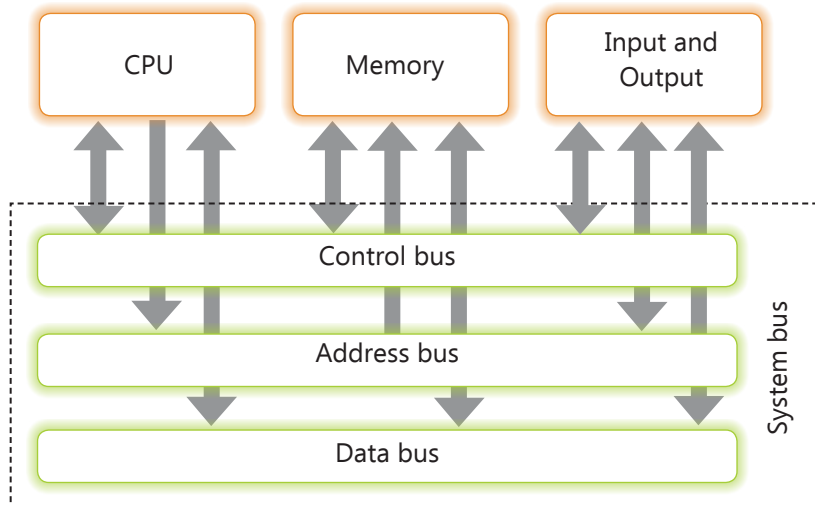 CPU
Memory
Input and
Output
Control bus
Address bus
Data bus
System bus